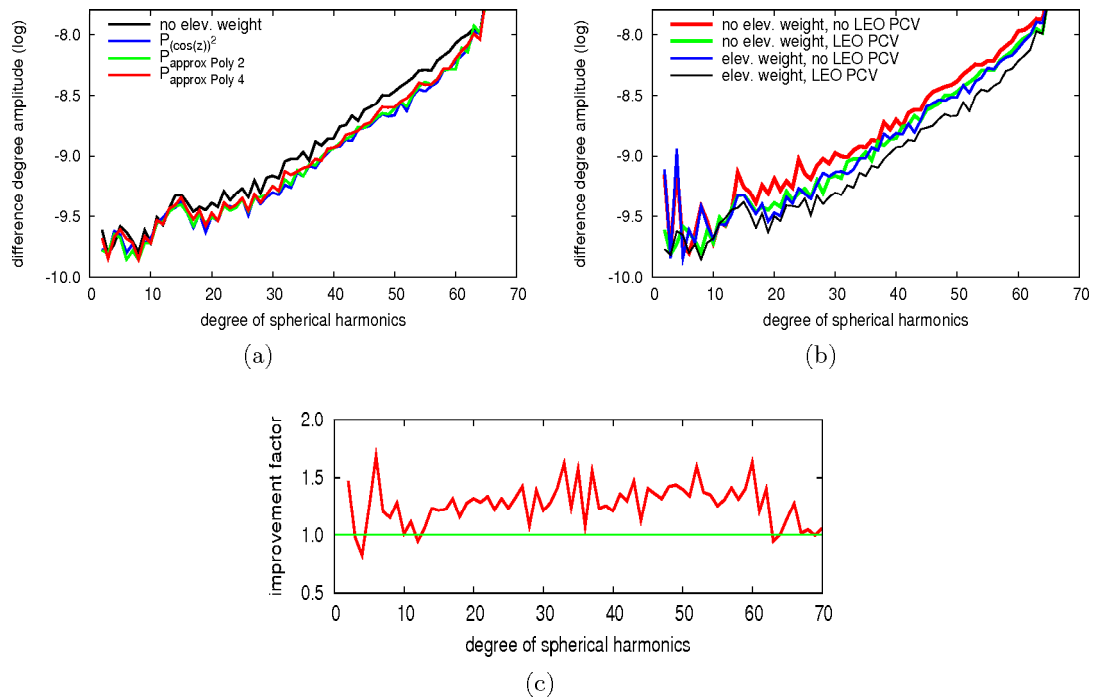 difference degree amplitude (log)
-8.0
-8.5
-9.0
-9.5
-10.0
no elev. weight
P(cos(z))²
Papprox Poly 2
Papprox Poly 4
0 10 20 30 40 50 60 70
degree of spherical harmonics
(a)
difference degree amplitude (log)
-8.0
-8.5
-9.0
-9.5
-10.0
no elev. weight, no LEO PCV
no elev. weight, LEO PCV
elev. weight, no LEO PCV
elev. weight, LEO PCV
0 10 20 30 40 50 60 70
degree of spherical harmonics
(b)
improvement factor
2.0
1.5
1.0
0.5
0 10 20 30 40 50 60 70
degree of spherical harmonics
(c)